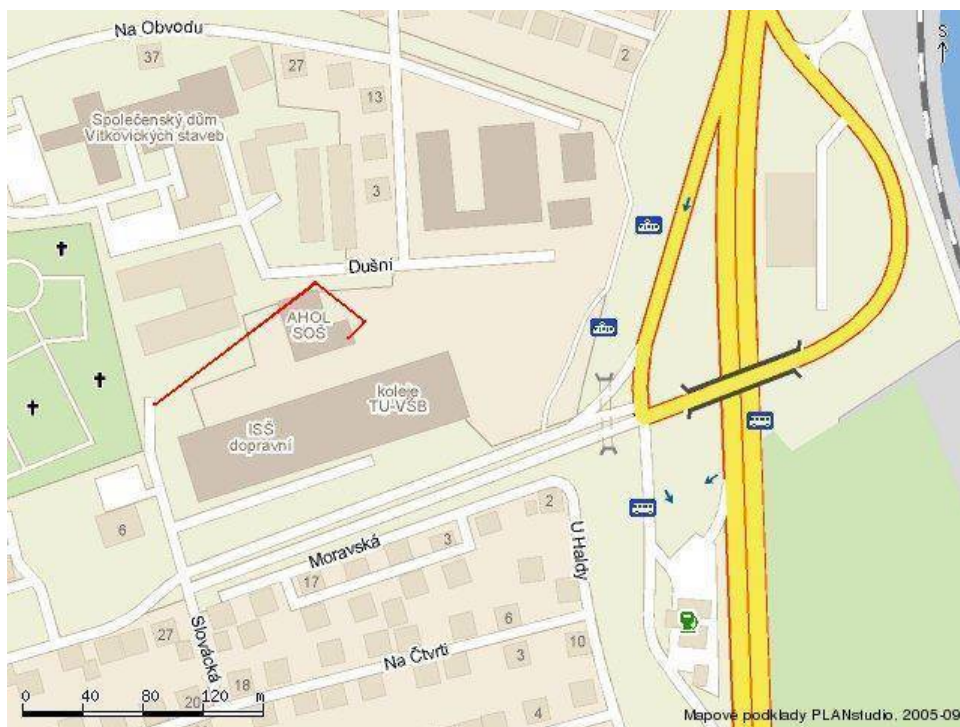 Na Obvodu
2
S
37
27
13
Společenský dům
Vítkovických staveb
3
Dušní
AHOL
SOŠ
koleje
TU-VŠB
ISŠ
dopravní
6
2
Moravská
3
U Haldy
17
Slovácká
27
6
Na Čtvrti
3
10
18
20
4
0 40 80 120 m
Mapové podklady PLANstudio, 2005-09